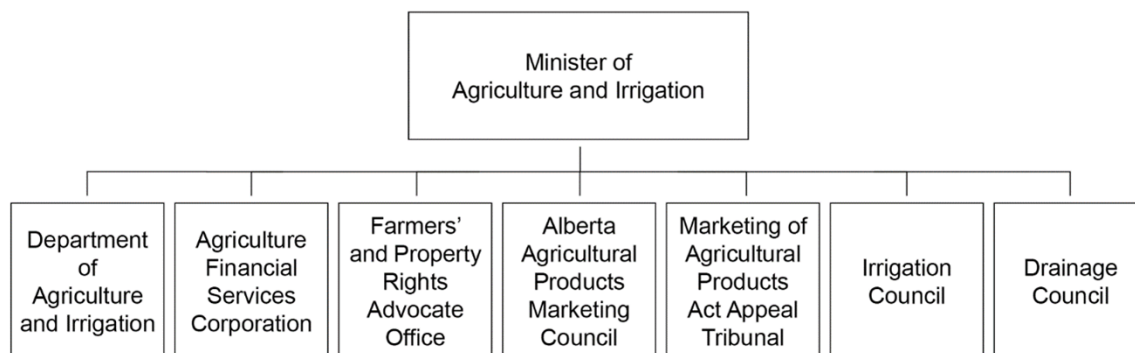 Minister of
Agriculture and Irrigation
Department
of
Agriculture
and Irrigation
Agriculture
Financial
Services
Corporation
Farmers’
and Property
Rights
Advocate
Office
Alberta
Agricultural
Products
Marketing
Council
Marketing of
Agricultural
Products
Act Appeal
Tribunal
Irrigation
Council
Drainage
Council